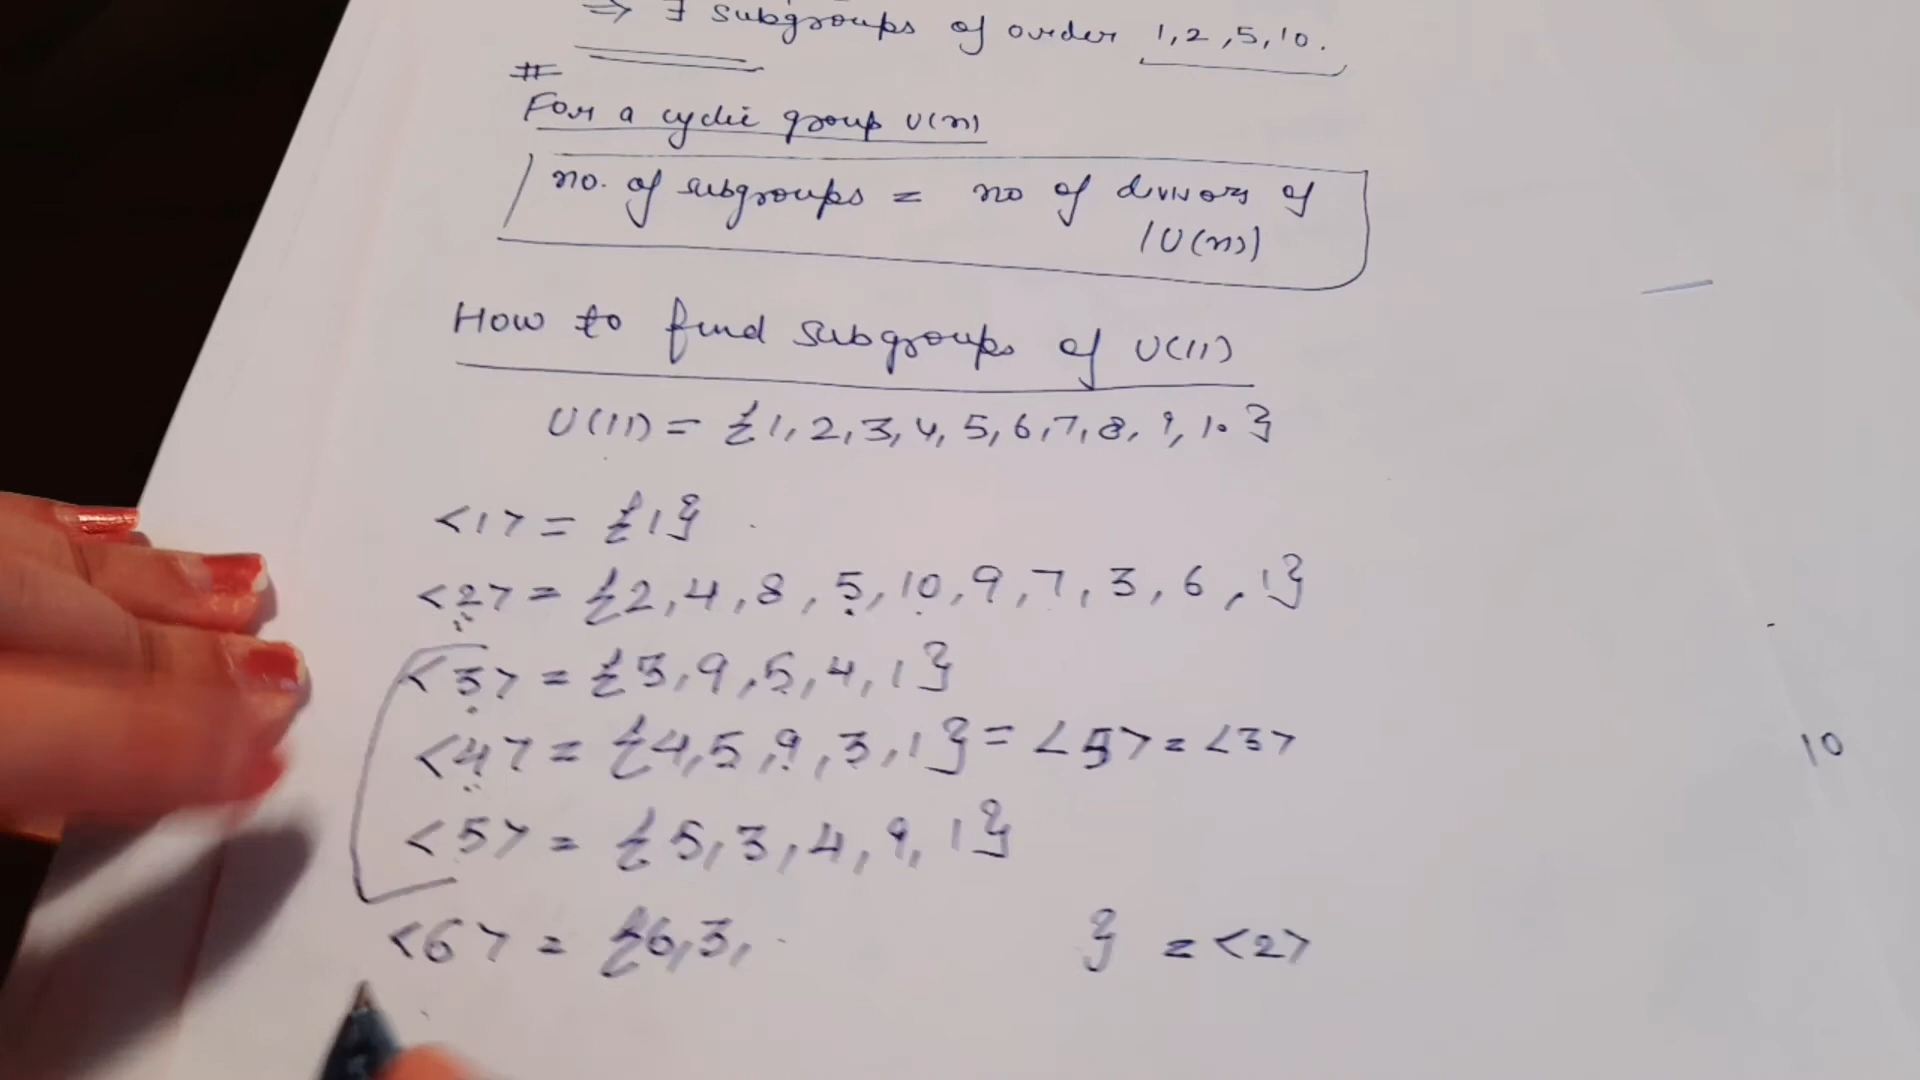 ⇒ ∃ subgroups of order 1,2,5,10.
#
For a cyclic group U(n)
no. of subgroups = no of divisors of
|U(n)|
How to find subgroups of U(11)
U(11) = {1,2,3,4,5,6,7,8,9,10}
<1> = {1}
<2> = {2,4,8,5,10,9,7,3,6,1}
<3> = {3,9,5,4,1}
<4> = {4,5,9,3,1} = <5> = <3>
10
<5> = {5,3,4,9,1}
<6> = {6,3, } = <2>